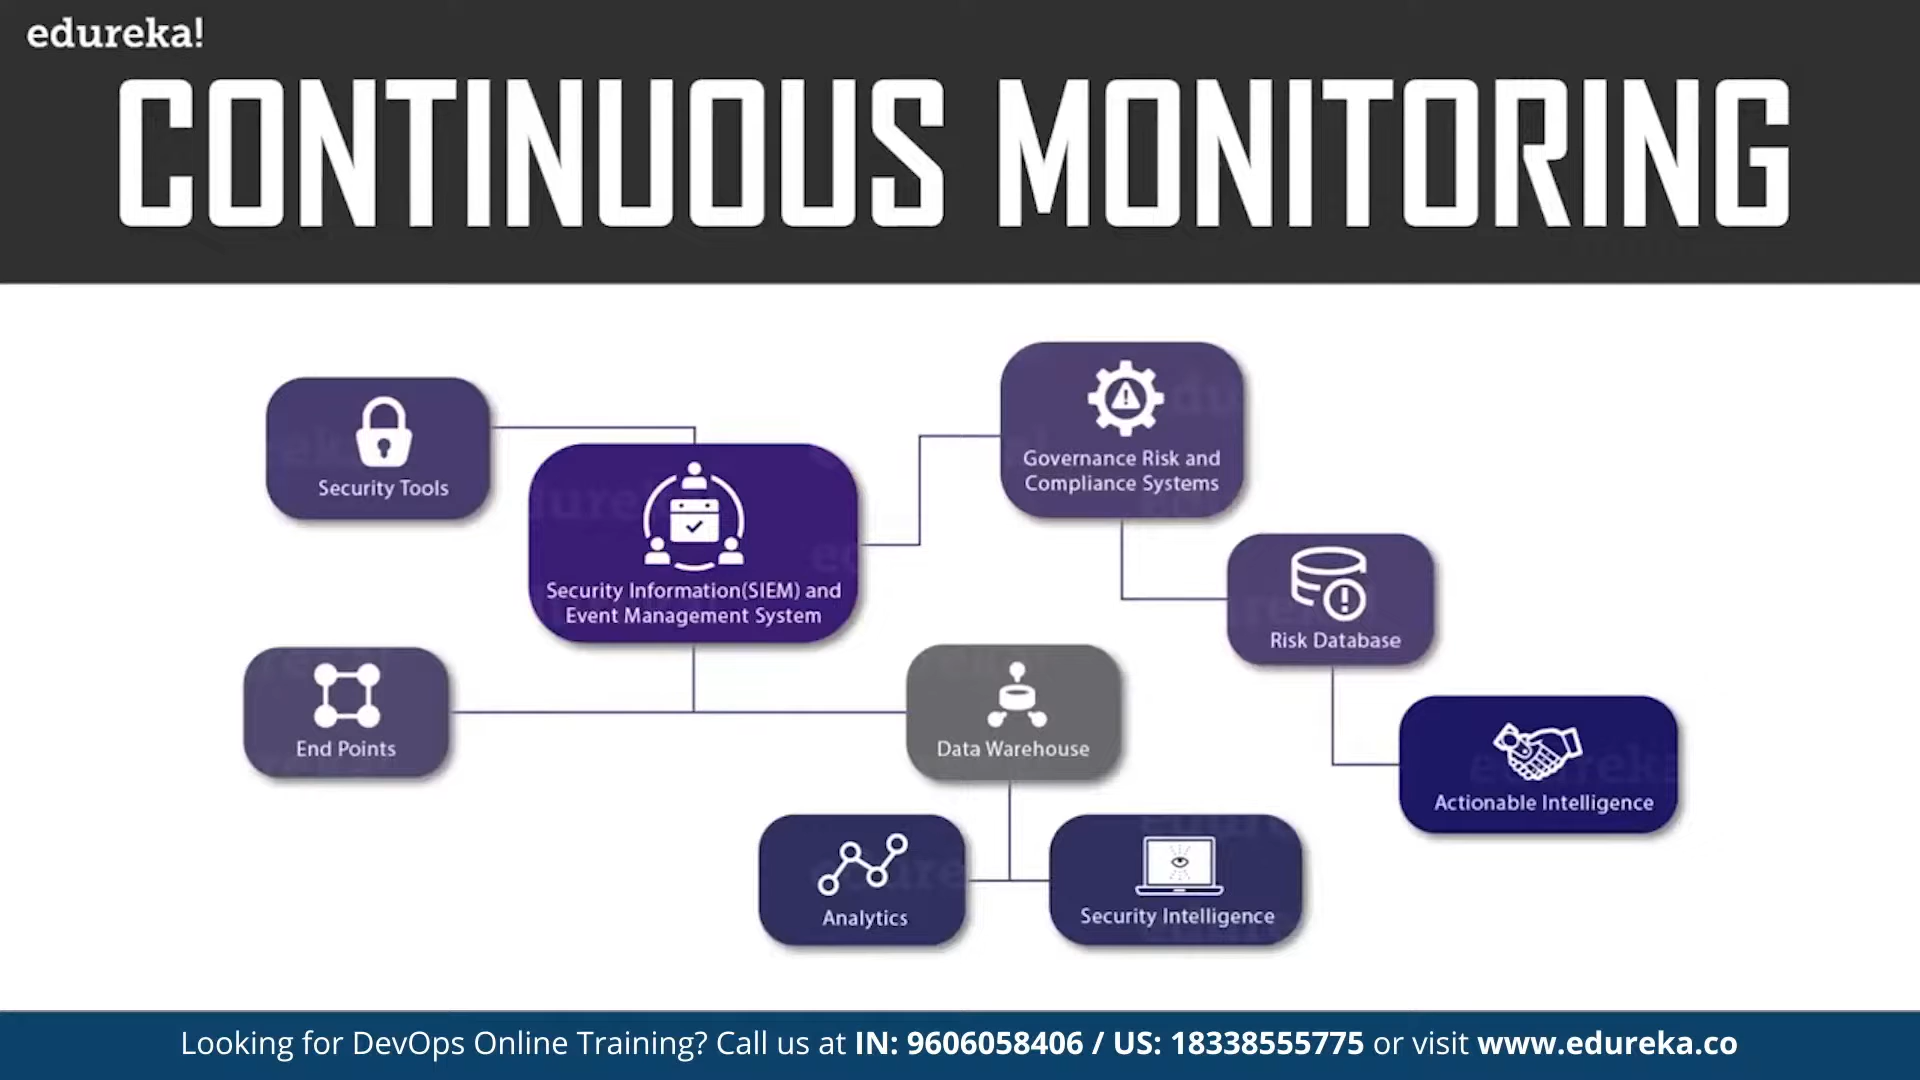 edureka!
CONTINUOUS MONITORING
Security Tools
Governance Risk and
Compliance Systems
Security Information(SIEM) and
Event Management System
Risk Database
End Points
Data Warehouse
Actionable Intelligence
Analytics
Security Intelligence
Looking for DevOps Online Training? Call us at IN: 9606058406 / US: 18338555775 or visit www.edureka.co